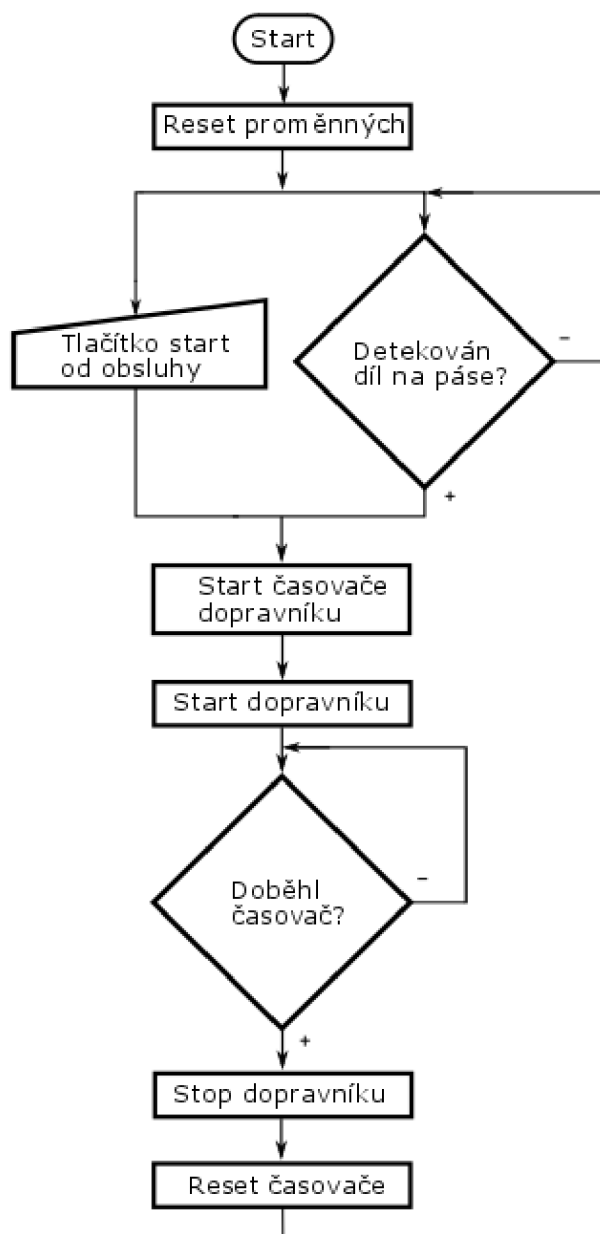 Start
Reset proměnných
Tlačítko start
od obsluhy
Detekován
díl na páse?
–
+
Start časovače
dopravníku
Start dopravníku
Doběhl
časovač?
–
+
Stop dopravníku
Reset časovače